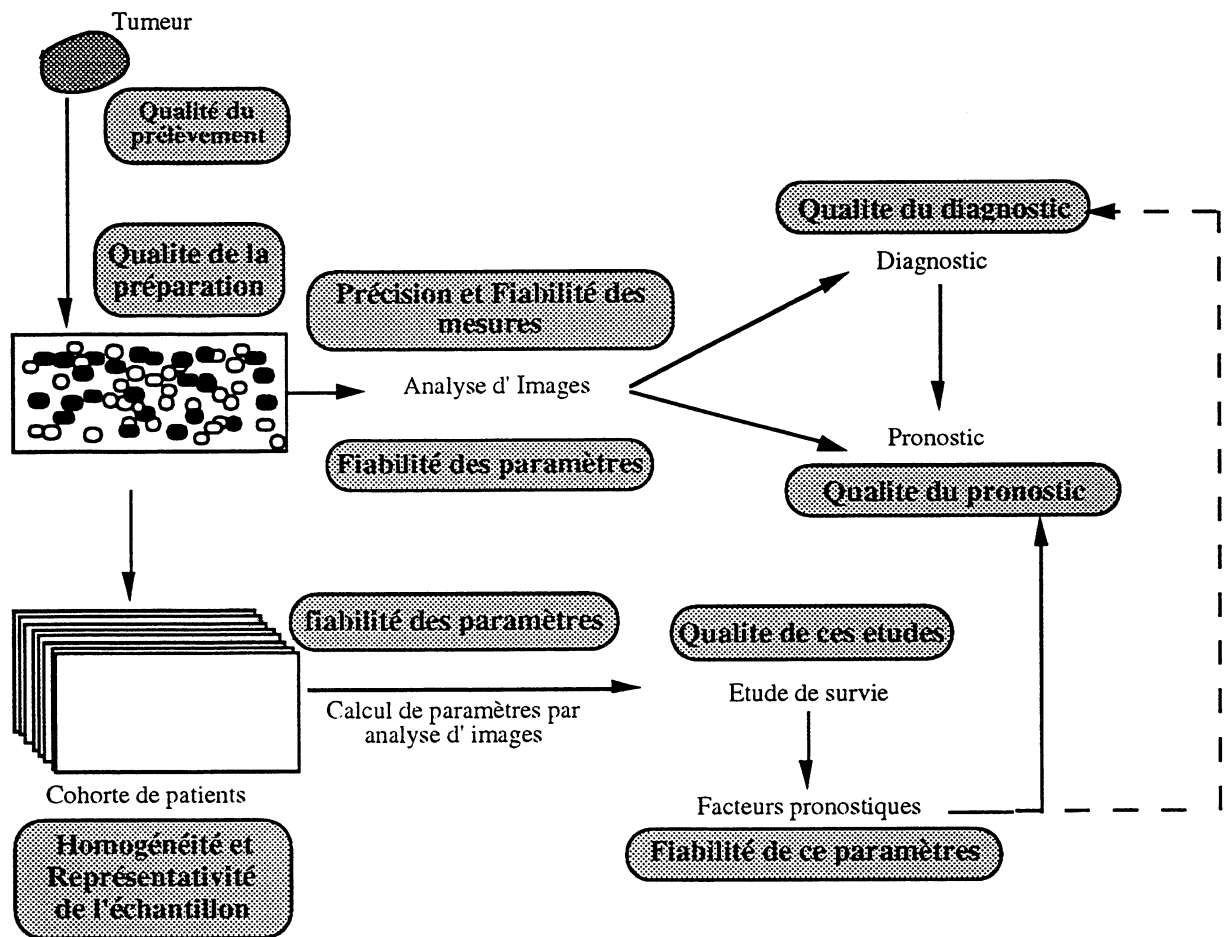 Tumeur
Qualité du
prélèvement
Qualite de la
préparation
Précision et Fiabilité des
mesures
Analyse d' Images
Fiabilité des paramètres
Qualite du diagnostic
Diagnostic
Pronostic
Qualite du pronostic
fiabilité des paramètres
Calcul de paramètres par
analyse d' images
Qualite de ces etudes
Etude de survie
Facteurs pronostiques
Fiabilité de ce paramètres
Cohorte de patients
Homogénéité et
Représentativité
de l'échantillon